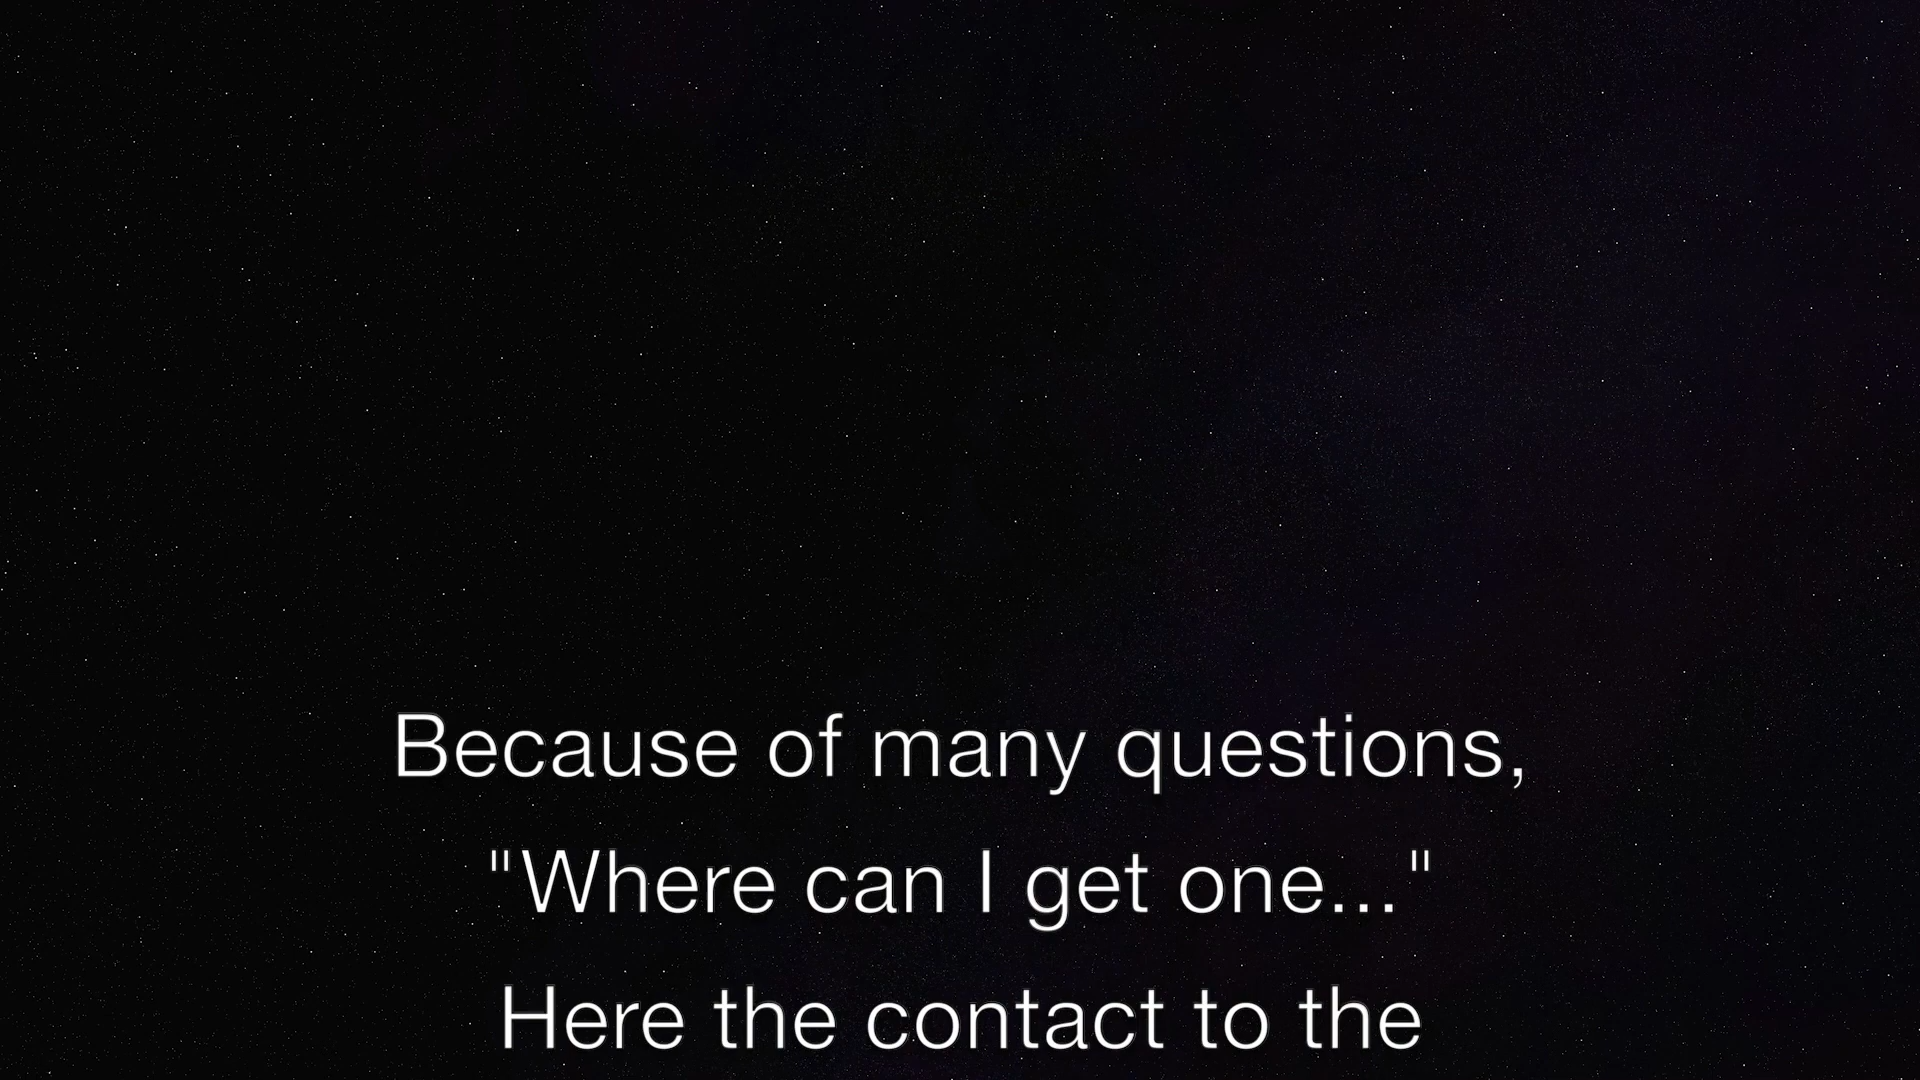 Because of many questions,
"Where can I get one..."
Here the contact to the